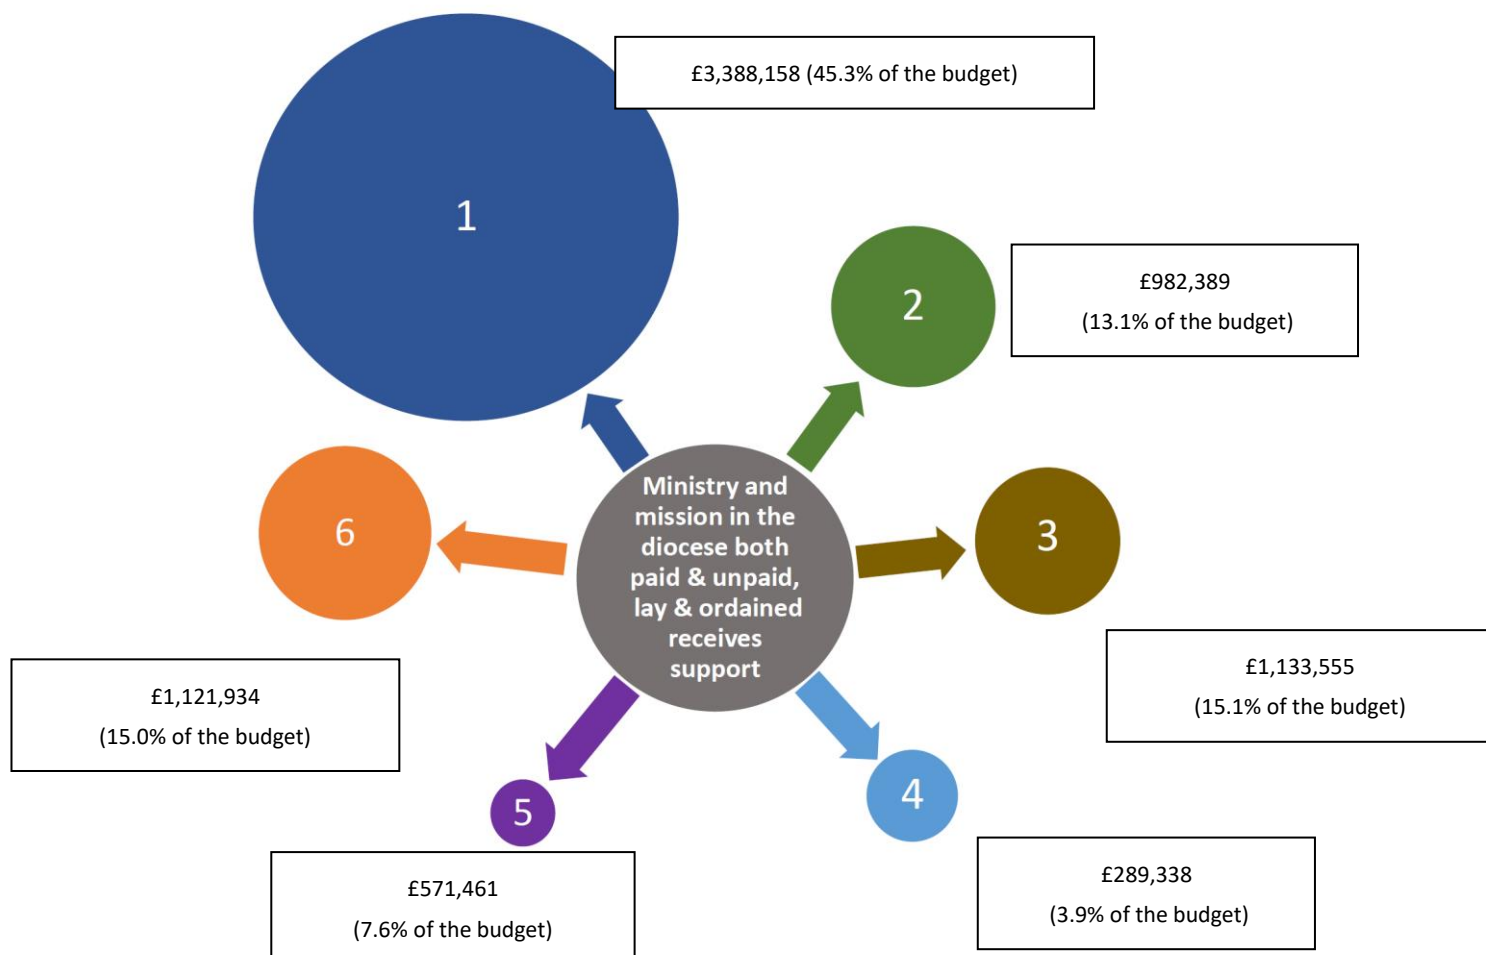 £3,388,158 (45.3% of the budget)
1
2
£982,389
(13.1% of the budget)
Ministry and
mission in the
diocese both
paid & unpaid,
lay & ordained
receives
support
6
3
£1,121,934
(15.0% of the budget)
£1,133,555
(15.1% of the budget)
5
4
£571,461
(7.6% of the budget)
£289,338
(3.9% of the budget)